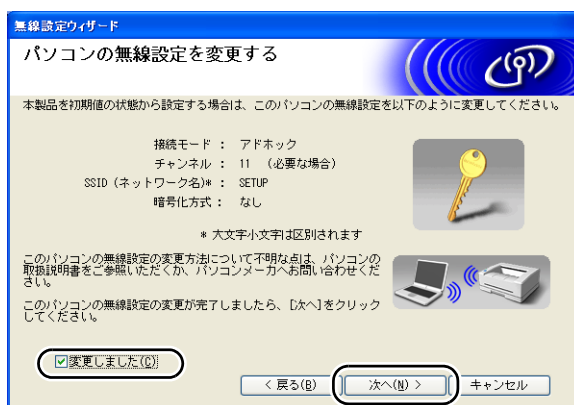 無線設定ウィザード
パソコンの無線設定を変更する
本製品を初期値の状態から設定する場合は、このパソコンの無線設定を以下のように変更してください。
接続モード : アドホック
チャンネル : 11 (必要な場合)
SSID (ネットワーク名)* : SETUP
暗号化方式 : なし
* 大文字小文字は区別されます
このパソコンの無線設定の変更方法について不明な点は、パソコンの
取扱説明書をご参照いただくか、パソコンメーカへお問い合わせくだ
さい。
このパソコンの無線設定の変更が完了しましたら、[次へ]をクリック
してください。
変更しました(C)
< 戻る(B)
次へ(N) >
キャンセル